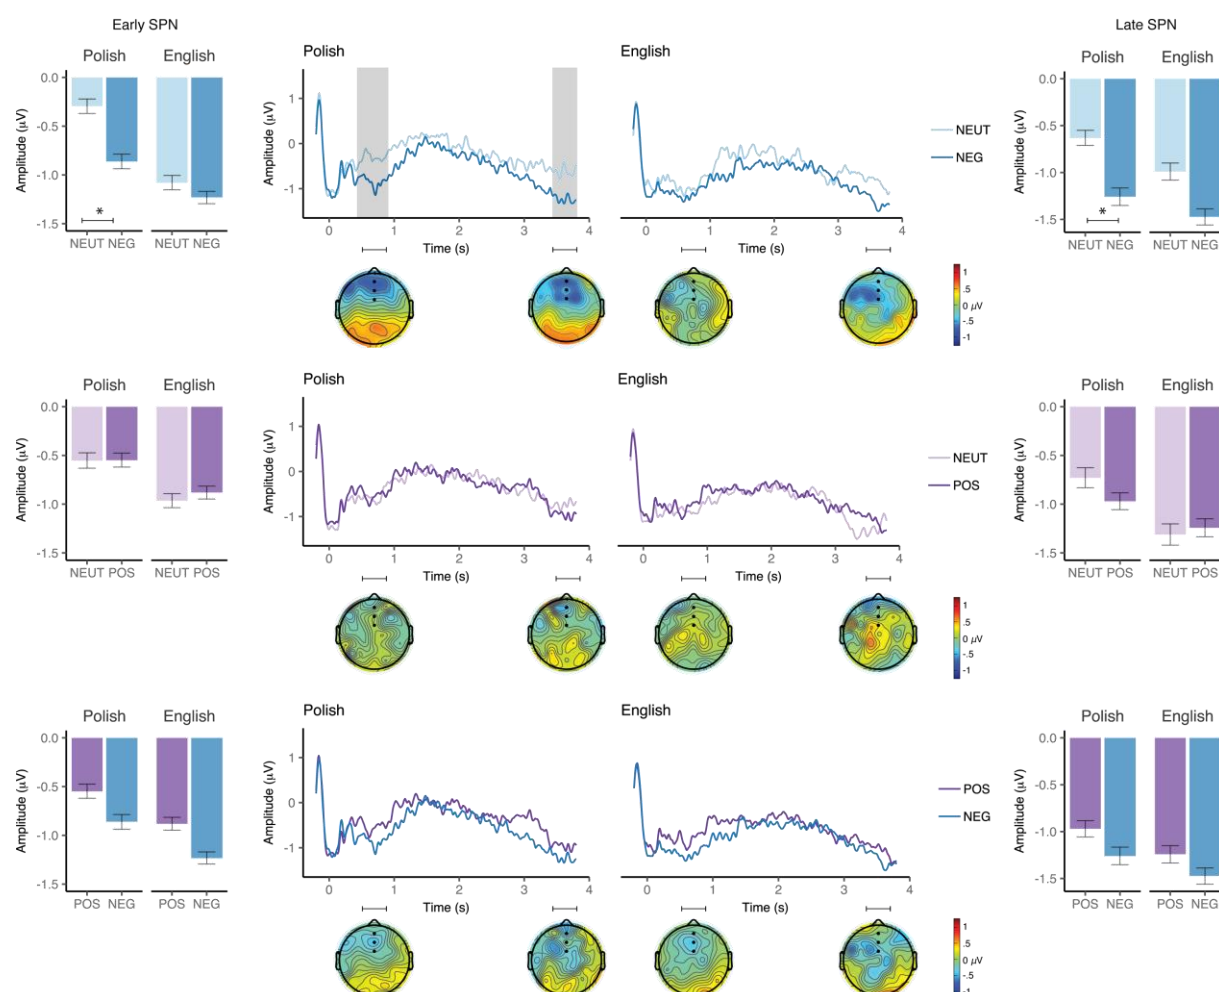 Early SPN
Late SPN
Polish English
Polish
English
Polish English
Amplitude (μV)
0.0
-0.5
-1.0
-1.5
*
NEUT NEG NEUT NEG
Amplitude (μV)
1
0
-1
0 1 2 3 4
Time (s)
0 1 2 3 4
Time (s)
NEUT
NEG
Amplitude (μV)
0.0
-0.5
-1.0
-1.5
*
NEUT NEG NEUT NEG
1
.5
0 μV
-.5
-1
Polish English
Polish
English
Polish English
Amplitude (μV)
0.0
-0.5
-1.0
-1.5
NEUT POS NEUT POS
Amplitude (μV)
1
0
-1
0 1 2 3 4
Time (s)
0 1 2 3 4
Time (s)
NEUT
POS
Amplitude (μV)
0.0
-0.5
-1.0
-1.5
NEUT POS NEUT POS
1
.5
0 μV
-.5
-1
Polish English
Polish
English
Polish English
Amplitude (μV)
0.0
-0.5
-1.0
-1.5
POS NEG POS NEG
Amplitude (μV)
1
0
-1
0 1 2 3 4
Time (s)
0 1 2 3 4
Time (s)
POS
NEG
Amplitude (μV)
0.0
-0.5
-1.0
-1.5
POS NEG POS NEG
1
.5
0 μV
-.5
-1